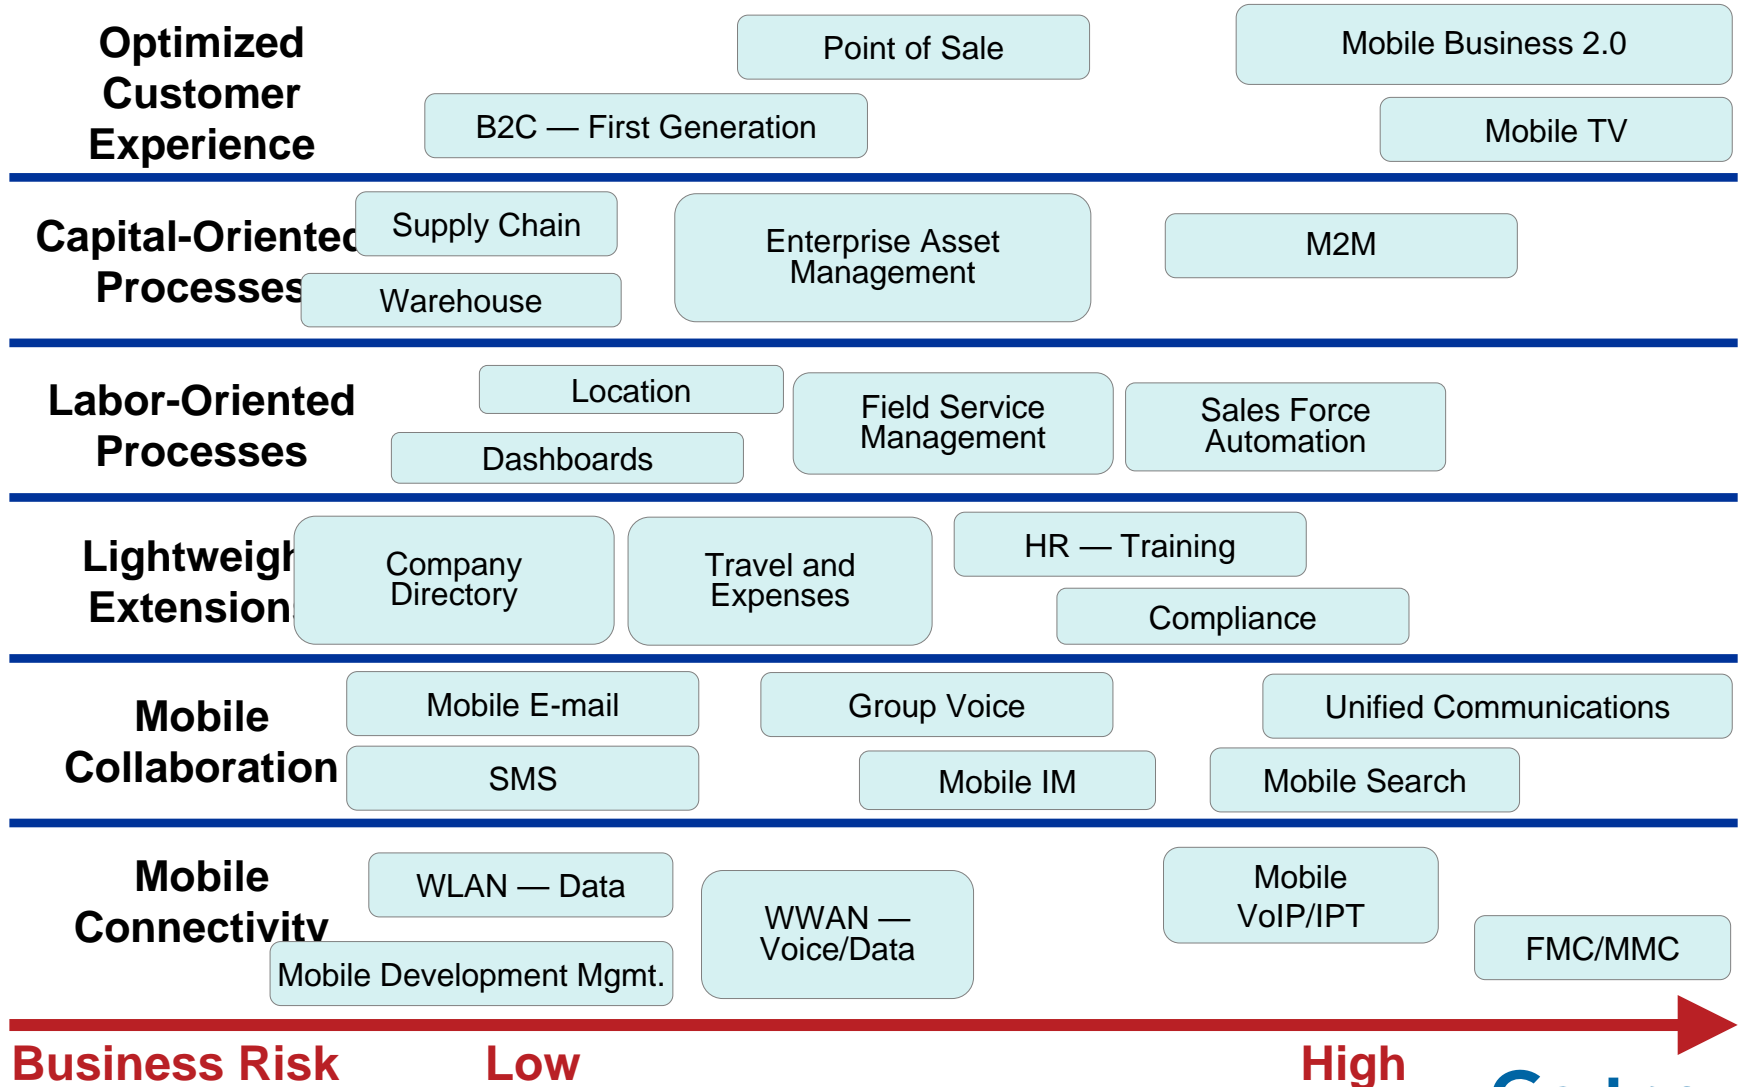 Optimized
Customer
Experience
Point of Sale
Mobile Business 2.0
B2C — First Generation
Mobile TV
Capital-Oriented
Processes
Supply Chain
Warehouse
Enterprise Asset
Management
M2M
Labor-Oriented
Processes
Location
Dashboards
Field Service
Management
Sales Force
Automation
Company
Directory
Travel and
Expenses
HR — Training
Compliance
Mobile
Collaboration
Mobile E-mail
Group Voice
Unified Communications
SMS
Mobile IM
Mobile Search
Mobile
Connectivity
WLAN — Data
Mobile Development Mgmt.
WWAN —
Voice/Data
Mobile
VoIP/IPT
FMC/MMC
Business Risk
Low
High